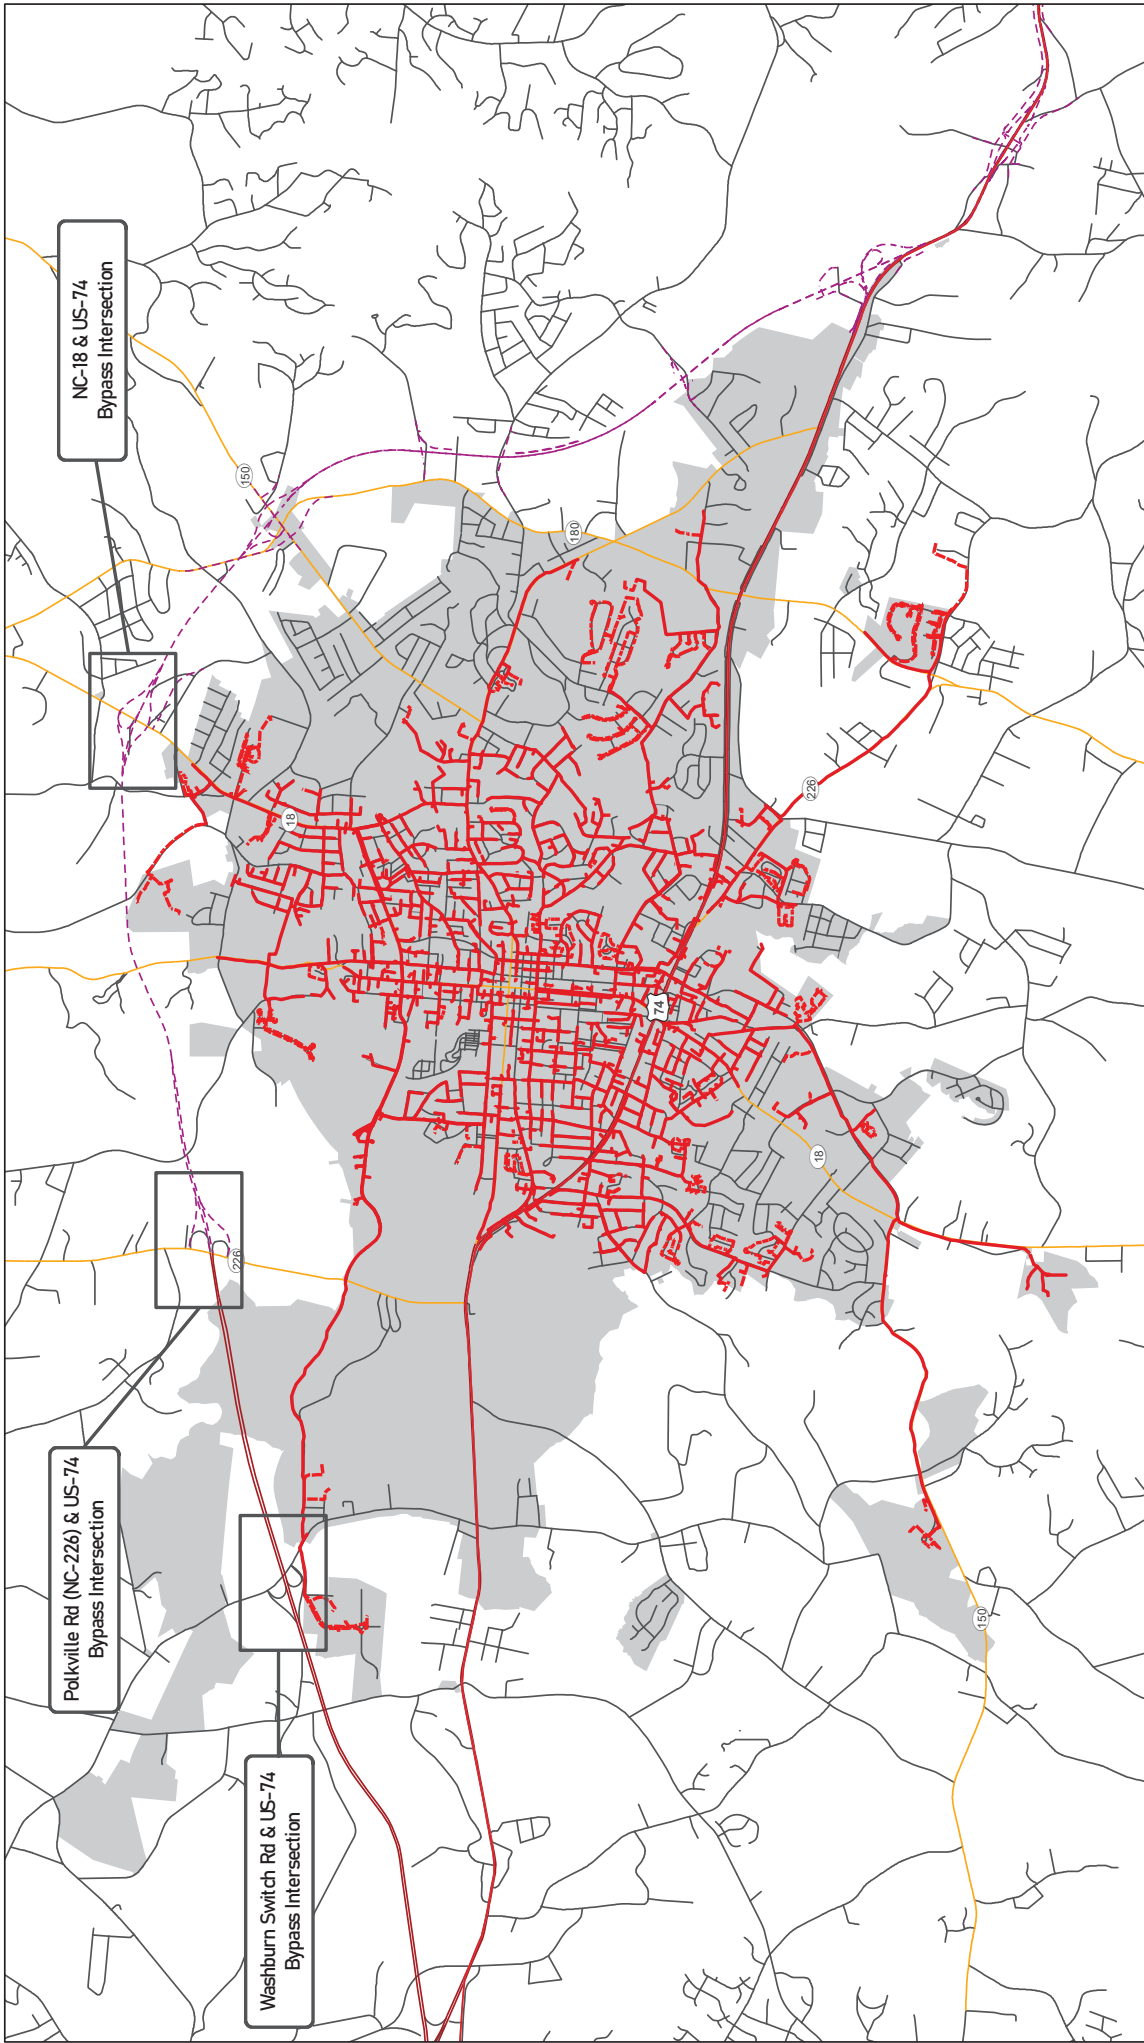 NC-18 & US-74
Bypass Intersection
Polkville Rd (NC-226) & US-74
Bypass Intersection
Washburn Switch Rd & US-74
Bypass Intersection
150
180
18
226
74
18
226
150